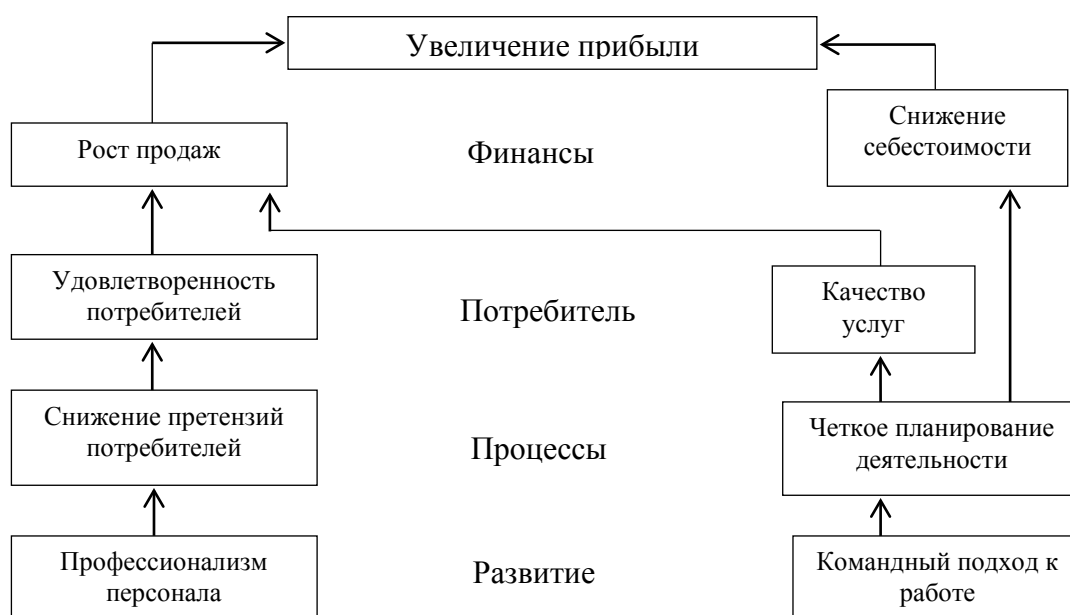 Увеличение прибыли
Рост продаж
Финансы
Снижение
себестоимости
Удовлетворенность
потребителей
Потребитель
Качество
услуг
Снижение претензий
потребителей
Процессы
Четкое планирование
деятельности
Профессионализм
персонала
Развитие
Командный подход к
работе